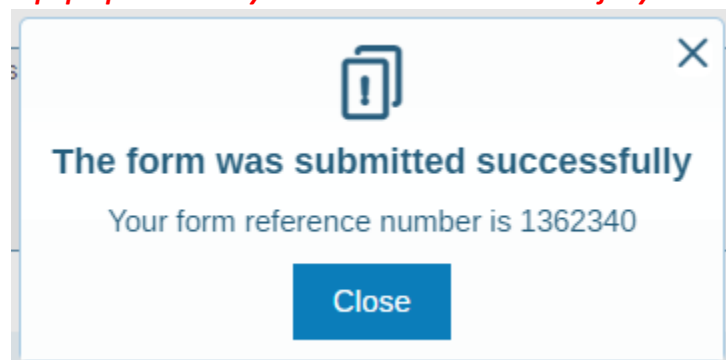 The form was submitted successfully
Your form reference number is 1362340
Close